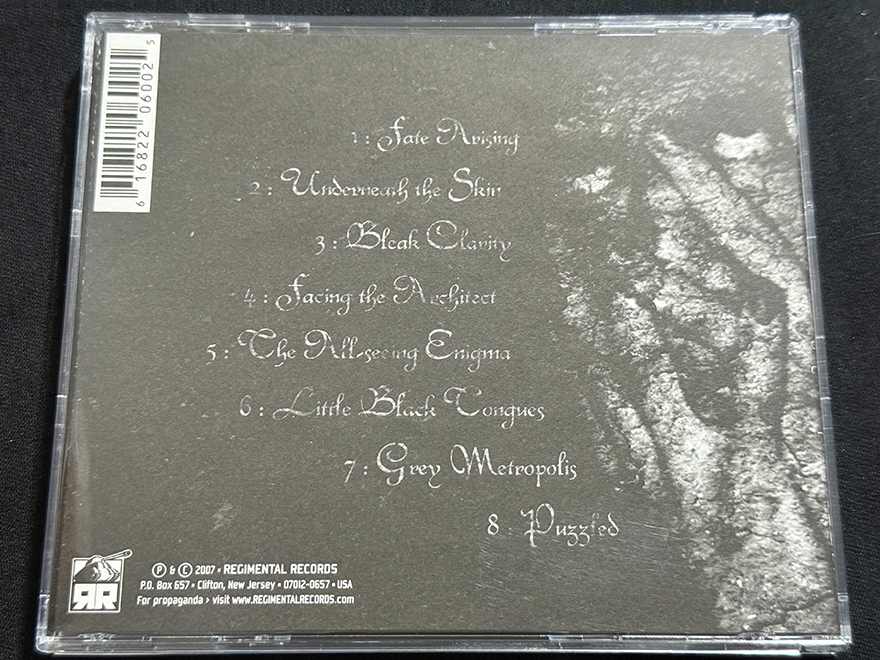 6 16822 06002 5
1 : Fate Arising
2 : Underneath the Skin
3 : Bleak Clarity
4 : Facing the Architect
5 : The All-seeing Enigma
6 : Little Black Tongues
7 : Grey Metropolis
8 : Puzzled
RR
℗ & © 2007 • REGIMENTAL RECORDS
P.O. Box 657 • Clifton, New Jersey • 07012-0657 • USA
For propaganda > visit www.REGIMENTALRECORDS.com